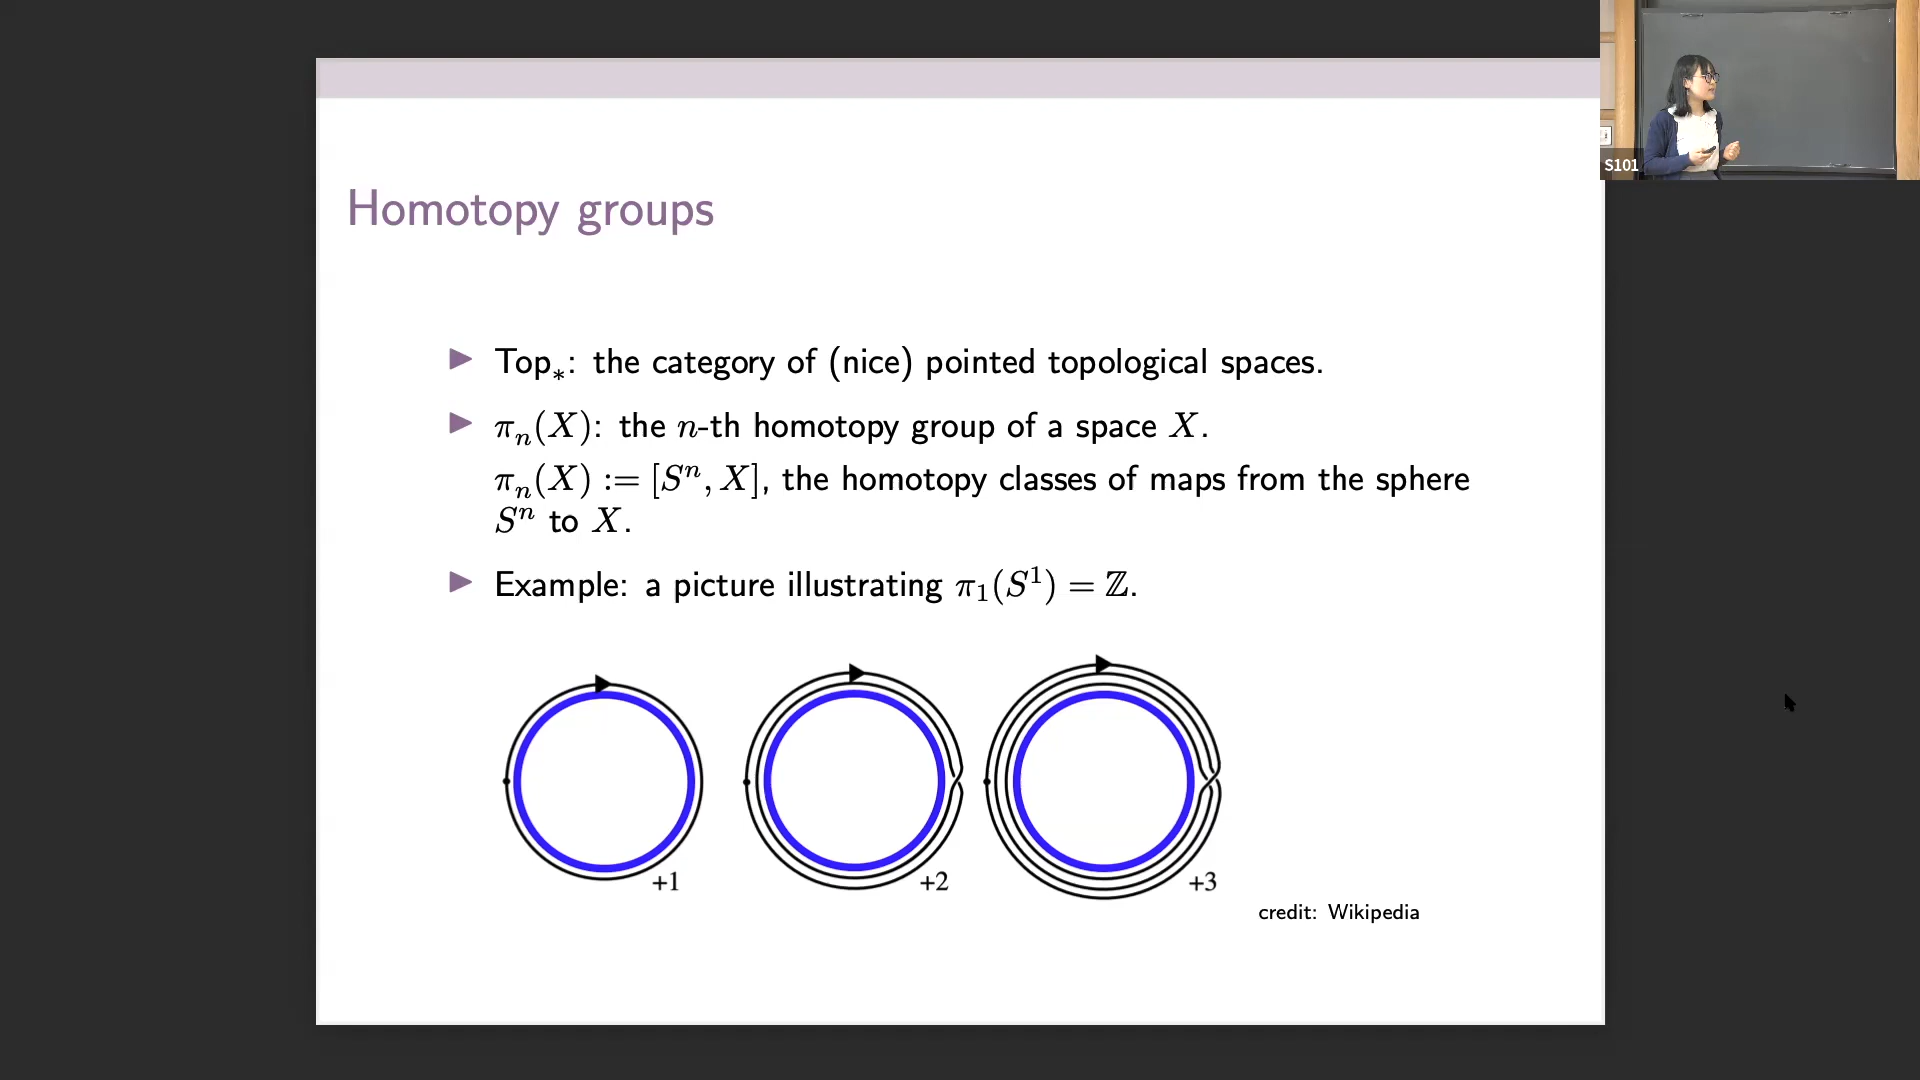 S101
Homotopy groups
▶ Top∗: the category of (nice) pointed topological spaces.
▶ πₙ(X): the n-th homotopy group of a space X.
πₙ(X) := [Sⁿ, X], the homotopy classes of maps from the sphere
Sⁿ to X.
▶ Example: a picture illustrating π₁(S¹) = ℤ.
+1 +2 +3
credit: Wikipedia